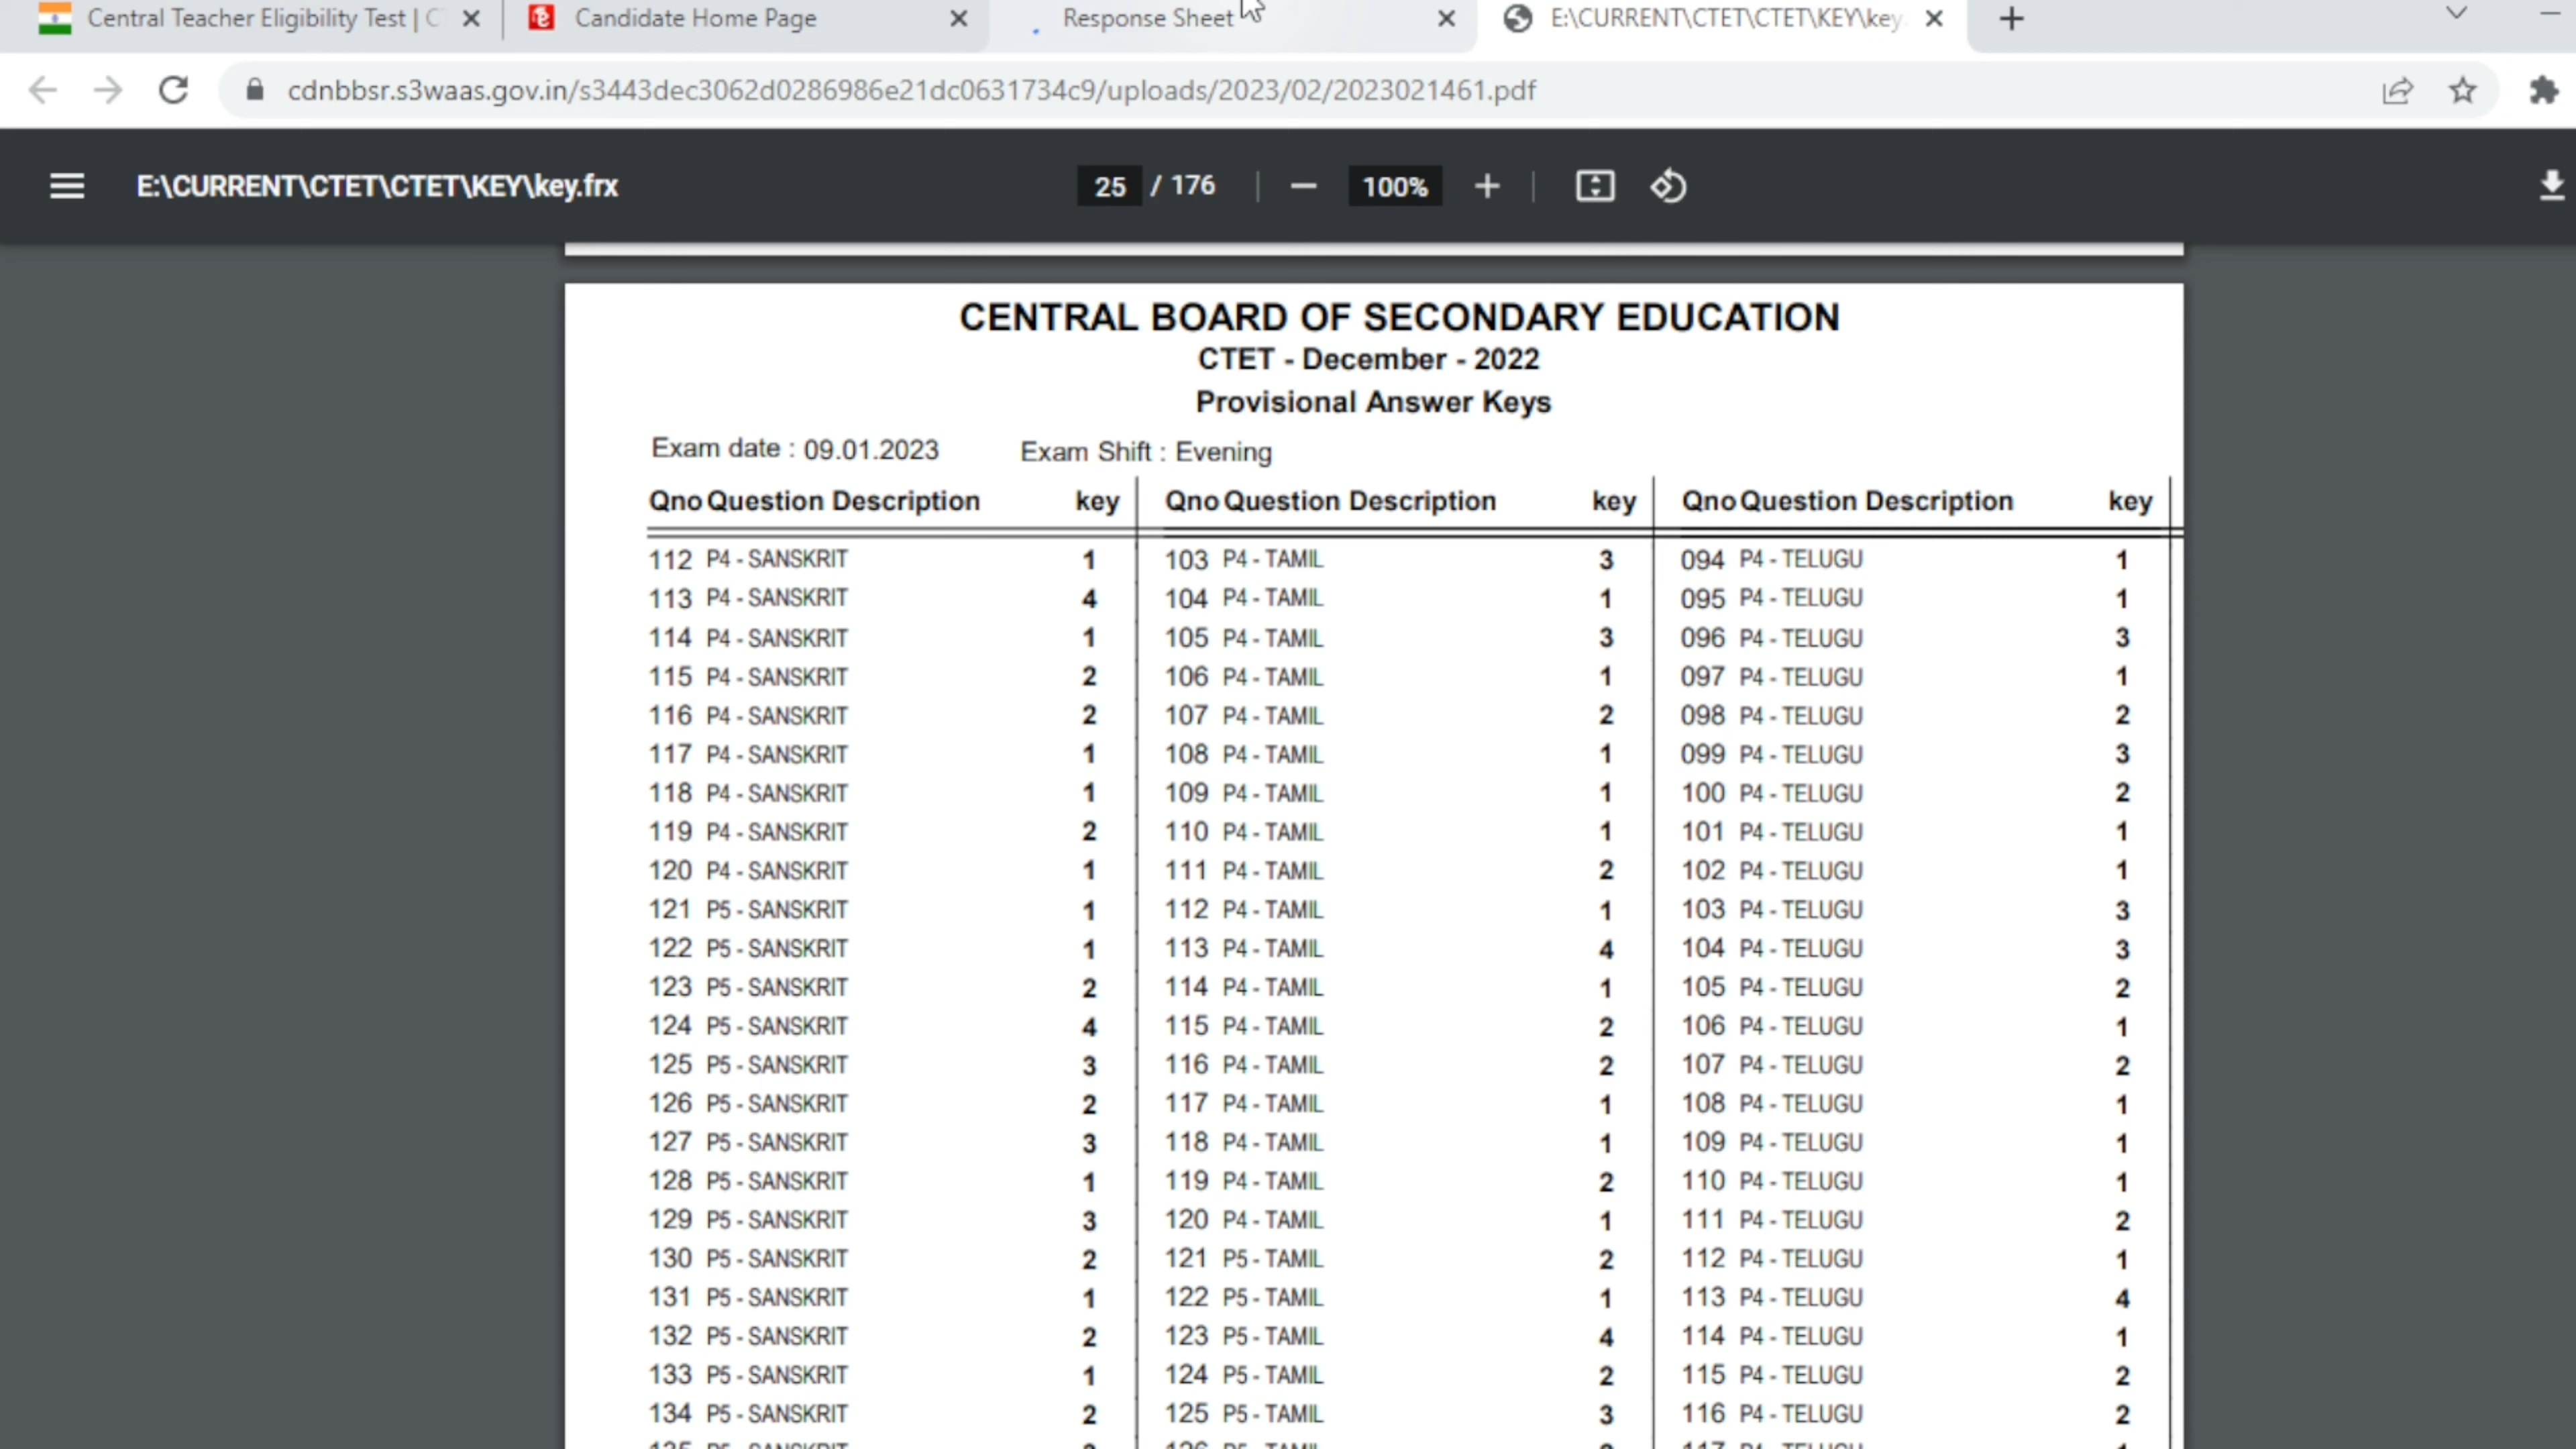 Central Teacher Eligibility Test | C
Candidate Home Page
Response Sheet
E:\CURRENT\CTET\CTET\KEY\key
cdnbbsr.s3waas.gov.in/s3443dec3062d0286986e21dc0631734c9/uploads/2023/02/2023021461.pdf
E:\CURRENT\CTET\CTET\KEY\key.frx
25 / 176
100%
CENTRAL BOARD OF SECONDARY EDUCATION
CTET - December - 2022
Provisional Answer Keys
Exam date : 09.01.2023 Exam Shift : Evening
Qno Question Description key Qno Question Description key Qno Question Description key
112 P4 - SANSKRIT 1 103 P4 - TAMIL 3 094 P4 - TELUGU 1
113 P4 - SANSKRIT 4 104 P4 - TAMIL 1 095 P4 - TELUGU 1
114 P4 - SANSKRIT 1 105 P4 - TAMIL 3 096 P4 - TELUGU 3
115 P4 - SANSKRIT 2 106 P4 - TAMIL 1 097 P4 - TELUGU 1
116 P4 - SANSKRIT 2 107 P4 - TAMIL 2 098 P4 - TELUGU 2
117 P4 - SANSKRIT 1 108 P4 - TAMIL 1 099 P4 - TELUGU 3
118 P4 - SANSKRIT 1 109 P4 - TAMIL 1 100 P4 - TELUGU 2
119 P4 - SANSKRIT 2 110 P4 - TAMIL 1 101 P4 - TELUGU 1
120 P4 - SANSKRIT 1 111 P4 - TAMIL 2 102 P4 - TELUGU 1
121 P5 - SANSKRIT 1 112 P4 - TAMIL 1 103 P4 - TELUGU 3
122 P5 - SANSKRIT 1 113 P4 - TAMIL 4 104 P4 - TELUGU 3
123 P5 - SANSKRIT 2 114 P4 - TAMIL 1 105 P4 - TELUGU 2
124 P5 - SANSKRIT 4 115 P4 - TAMIL 2 106 P4 - TELUGU 1
125 P5 - SANSKRIT 3 116 P4 - TAMIL 2 107 P4 - TELUGU 2
126 P5 - SANSKRIT 2 117 P4 - TAMIL 1 108 P4 - TELUGU 1
127 P5 - SANSKRIT 3 118 P4 - TAMIL 1 109 P4 - TELUGU 1
128 P5 - SANSKRIT 1 119 P4 - TAMIL 2 110 P4 - TELUGU 1
129 P5 - SANSKRIT 3 120 P4 - TAMIL 1 111 P4 - TELUGU 2
130 P5 - SANSKRIT 2 121 P5 - TAMIL 2 112 P4 - TELUGU 1
131 P5 - SANSKRIT 1 122 P5 - TAMIL 1 113 P4 - TELUGU 4
132 P5 - SANSKRIT 2 123 P5 - TAMIL 4 114 P4 - TELUGU 1
133 P5 - SANSKRIT 1 124 P5 - TAMIL 2 115 P4 - TELUGU 2
134 P5 - SANSKRIT 2 125 P5 - TAMIL 3 116 P4 - TELUGU 2